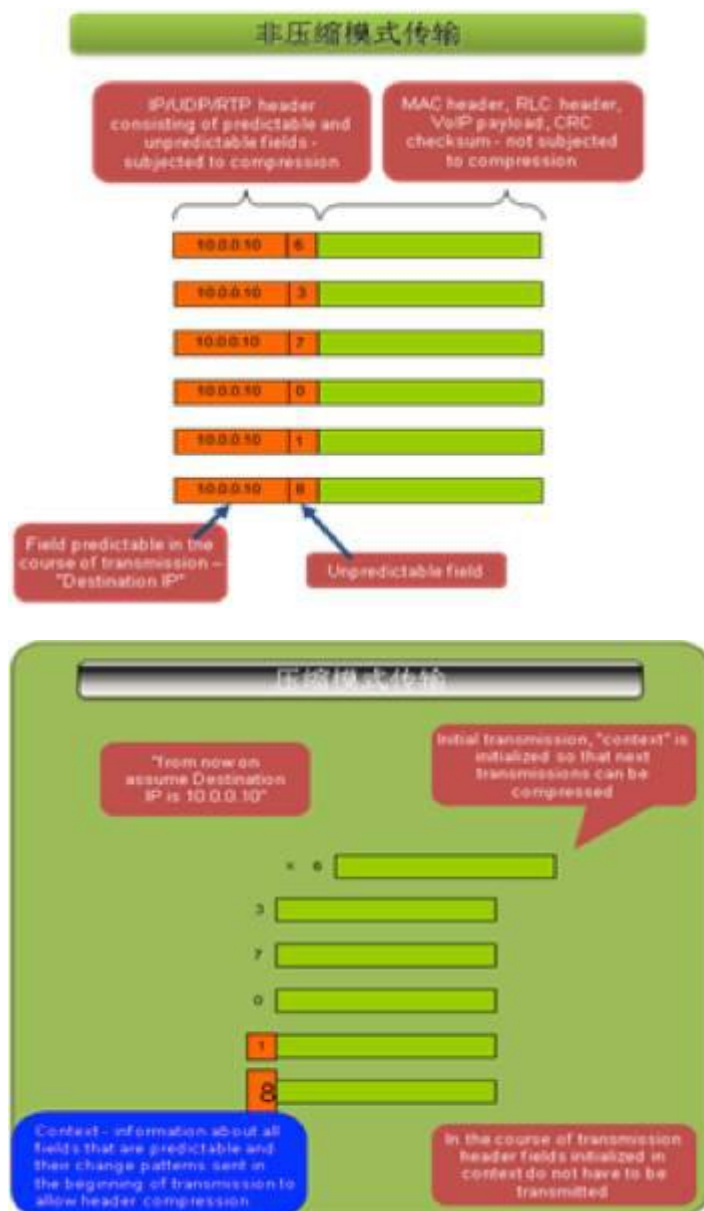 非压缩模式传输
IP/UDP/RTP header
consisting of predictable and
unpredictable fields -
subjected to compression
MAC header, RLC header,
VoIP payload, CRC
checksum - not subjected
to compression
10.0.0.10 6
10.0.0.10 3
10.0.0.10 7
10.0.0.10 0
10.0.0.10 1
10.0.0.10 8
Field predictable in the
course of transmission –
"Destination IP"
Unpredictable field
压缩模式传输
"from now on
assume Destination
IP is 10.0.0.10"
Initial transmission, "context" is
initialized so that next
transmissions can be
compressed
× 6
3
7
0
1
8
Context - information about all
fields that are predictable and
their change patterns sent in
the beginning of transmission to
allow header compression
In the course of transmission
header fields initialized in
context do not have to be
transmitted